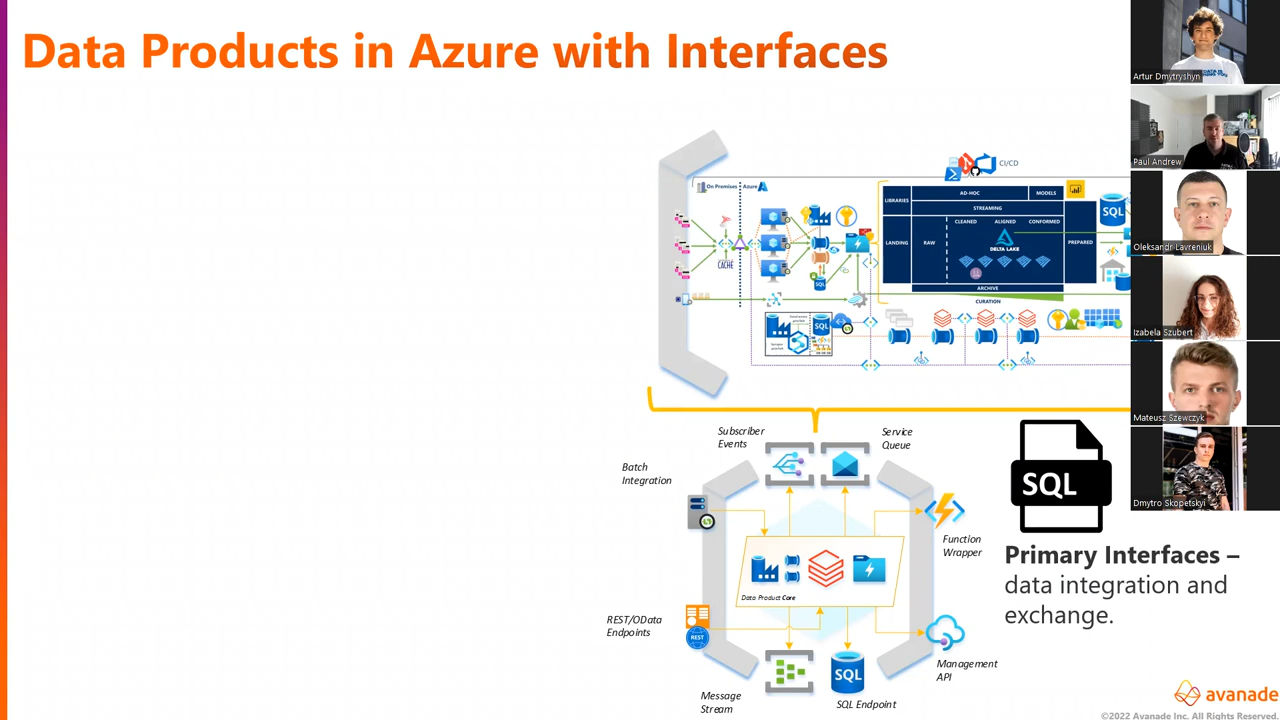 Data Products in Azure with Interfaces
Artur Dmytryshyn
Paul Andrew
Oleksandr Lavreniuk
Izabela Szubert
Mateusz Szewczyk
Dmytro Skopetskyi
CI/CD
On Premises
Azure
CACHE
SQL
LIBRARIES
AD-HOC
MODELS
STREAMING
LANDING
RAW
CLEANED
ALIGNED
CONFORMED
DELTA LAKE
PREPARED
ARCHIVE
CURATION
SQL
SQL
Subscriber
Events
Service
Queue
Batch
Integration
Function
Wrapper
Data Product Core
REST/OData
Endpoints
REST
Management
API
Message
Stream
SQL
SQL Endpoint
SQL
Primary Interfaces –
data integration and
exchange.
avanade
©2022 Avanade Inc. All Rights Reserved.